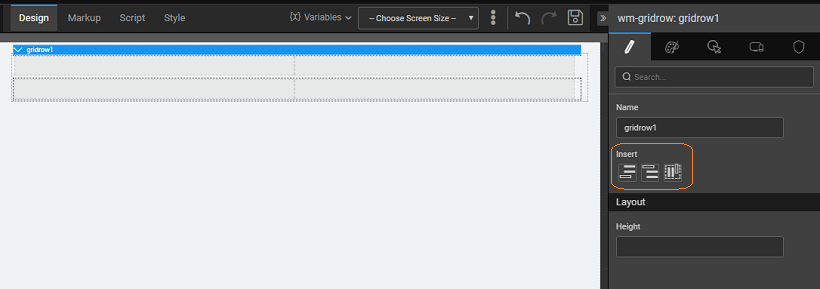 Design Markup Script Style {X} Variables -- Choose Screen Size --
wm-gridrow: gridrow1
gridrow1
Search...
Name
gridrow1
Insert
Layout
Height